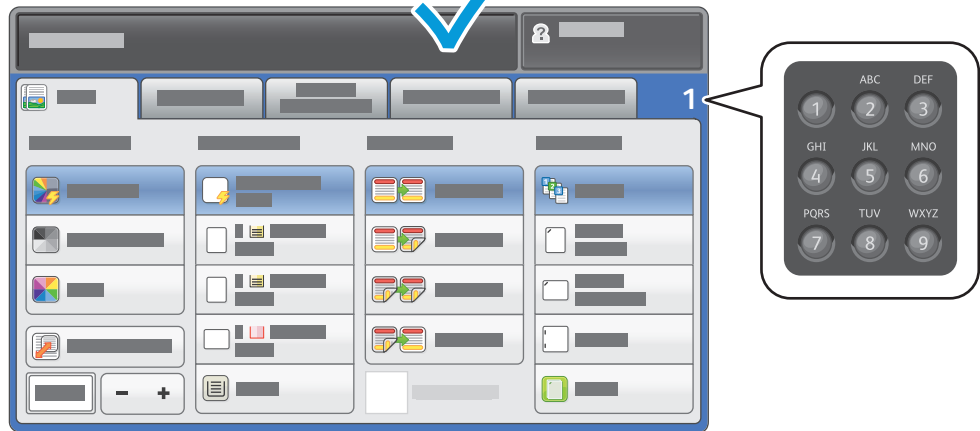 ?
1
- +
ABC DEF
1 2 3
GHI JKL MNO
4 5 6
PQRS TUV WXYZ
7 8 9